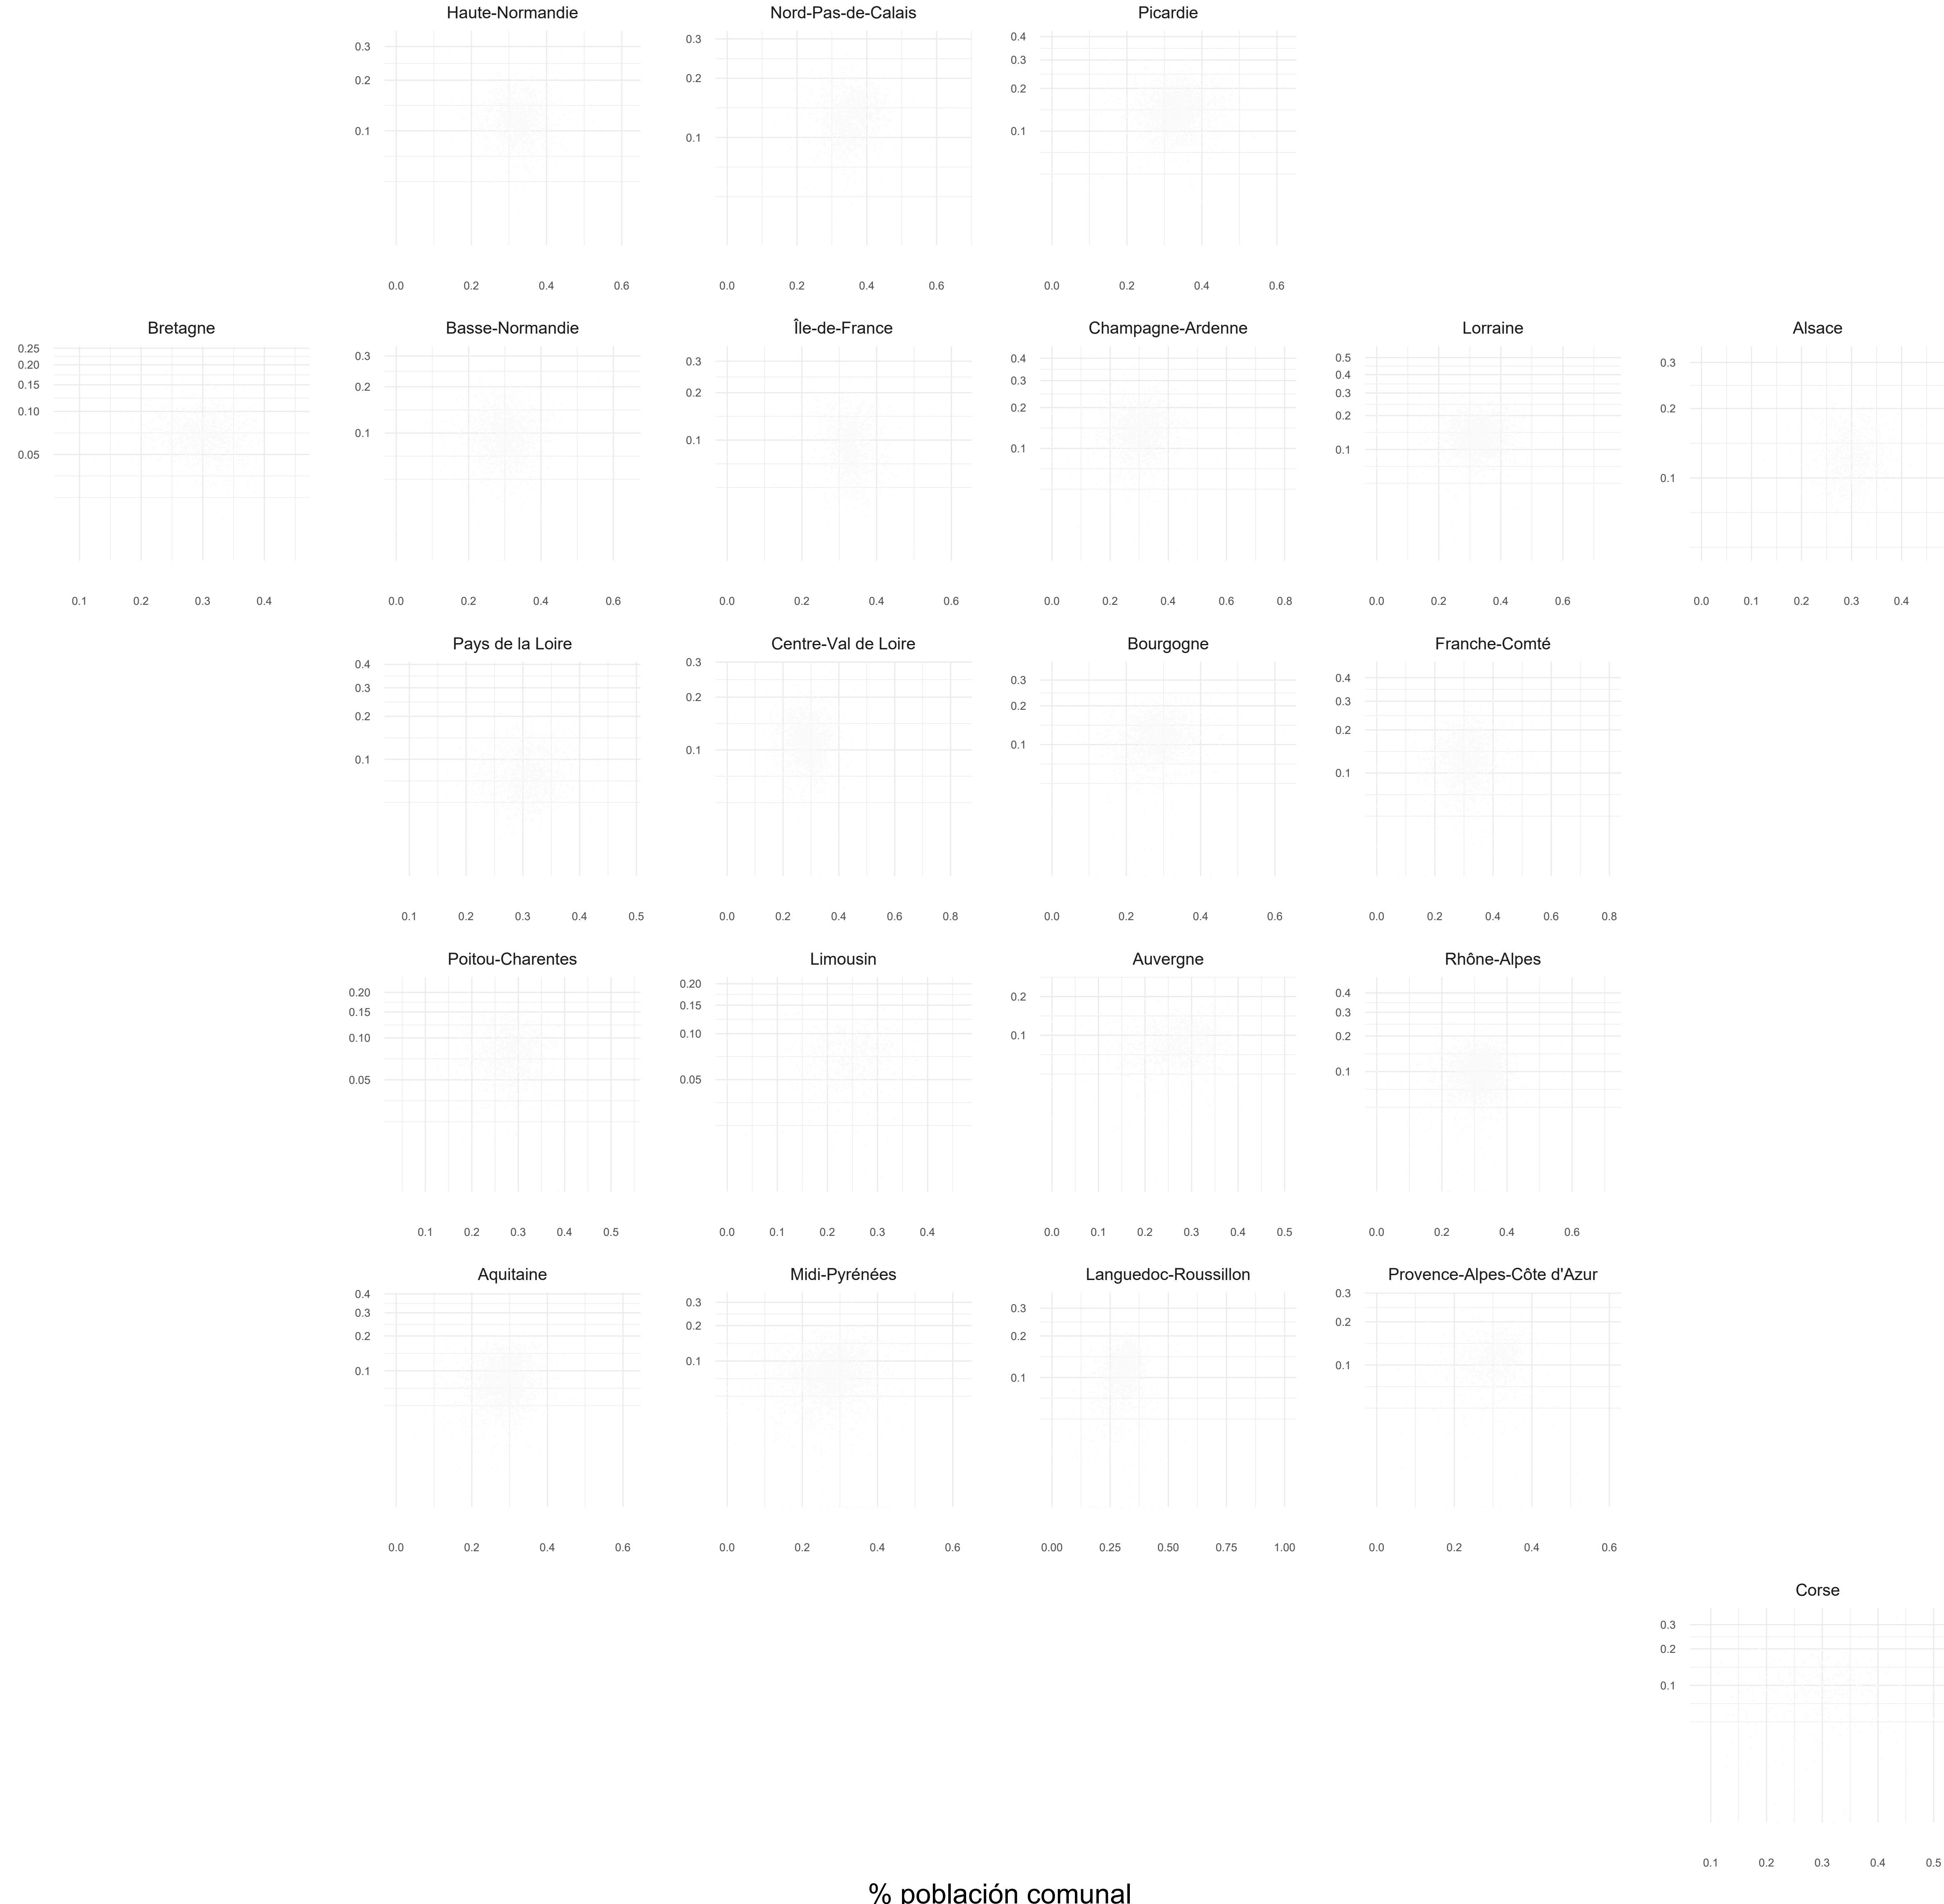 Haute-Normandie Nord-Pas-de-Calais Picardie
0.3 0.2 0.1
0.3 0.2 0.1
0.4 0.3 0.2 0.1
0.0 0.2 0.4 0.6
0.0 0.2 0.4 0.6
0.0 0.2 0.4 0.6
Bretagne Basse-Normandie Île-de-France Champagne-Ardenne Lorraine Alsace
0.25 0.20 0.15 0.10 0.05
0.3 0.2 0.1
0.3 0.2 0.1
0.4 0.3 0.2 0.1
0.5 0.4 0.3 0.2 0.1
0.3 0.2 0.1
0.1 0.2 0.3 0.4
0.0 0.2 0.4 0.6
0.0 0.2 0.4 0.6
0.0 0.2 0.4 0.6 0.8
0.0 0.2 0.4 0.6
0.0 0.1 0.2 0.3 0.4
Pays de la Loire Centre-Val de Loire Bourgogne Franche-Comté
0.4 0.3 0.2 0.1
0.3 0.2 0.1
0.3 0.2 0.1
0.4 0.3 0.2 0.1
0.1 0.2 0.3 0.4 0.5
0.0 0.2 0.4 0.6 0.8
0.0 0.2 0.4 0.6
0.0 0.2 0.4 0.6 0.8
Poitou-Charentes Limousin Auvergne Rhône-Alpes
0.20 0.15 0.10 0.05
0.20 0.15 0.10 0.05
0.2 0.1
0.4 0.3 0.2 0.1
0.1 0.2 0.3 0.4 0.5
0.0 0.1 0.2 0.3 0.4
0.0 0.1 0.2 0.3 0.4 0.5
0.0 0.2 0.4 0.6
Aquitaine Midi-Pyrénées Languedoc-Roussillon Provence-Alpes-Côte d'Azur
0.4 0.3 0.2 0.1
0.3 0.2 0.1
0.3 0.2 0.1
0.3 0.2 0.1
0.0 0.2 0.4 0.6
0.0 0.2 0.4 0.6
0.00 0.25 0.50 0.75 1.00
0.0 0.2 0.4 0.6
Corse
0.3 0.2 0.1
0.1 0.2 0.3 0.4 0.5
% población comunal